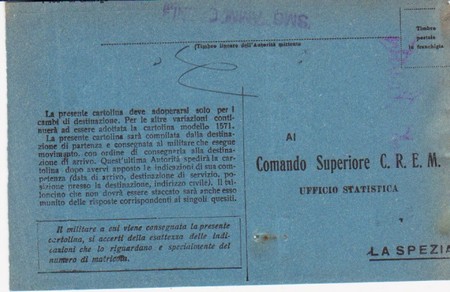 Timbro
postale
in franchigia
(Timbro lineare dell'Autorità mittente
La presente cartolina deve adoperarsi solo per i
cambi di destinazione. Per le altre variazioni conti-
nuerà ad essere adottata la cartolina modello 1571.
La presente cartolina sarà compilata dalla destina-
zione di partenza e consegnata si militare che esegue
movimento, con ordine di consegnarla alla destina-
zione di arrivo. Quest'ultima Autorità spedirà la car-
tolina dopo avervi apposto le indicazioni di sua com-
petenza (data di arrivo, destinazione di servizio, po-
sizione presso la destinazione, indirizzo civile). Il ta-
loncino che non dovrà essere staccato sarà anche esso
munito delle risposte corrispondenti ai singoli quesiti.
Il militare a cui viene consegnata la presente
cartolina, si accerti della esattezza delle indi-
cazioni che lo riguardano e specialmente del
numero di matricola.
Al
Comando Superiore C. R. E. M.
UFFICIO STATISTICA
LA SPEZIA